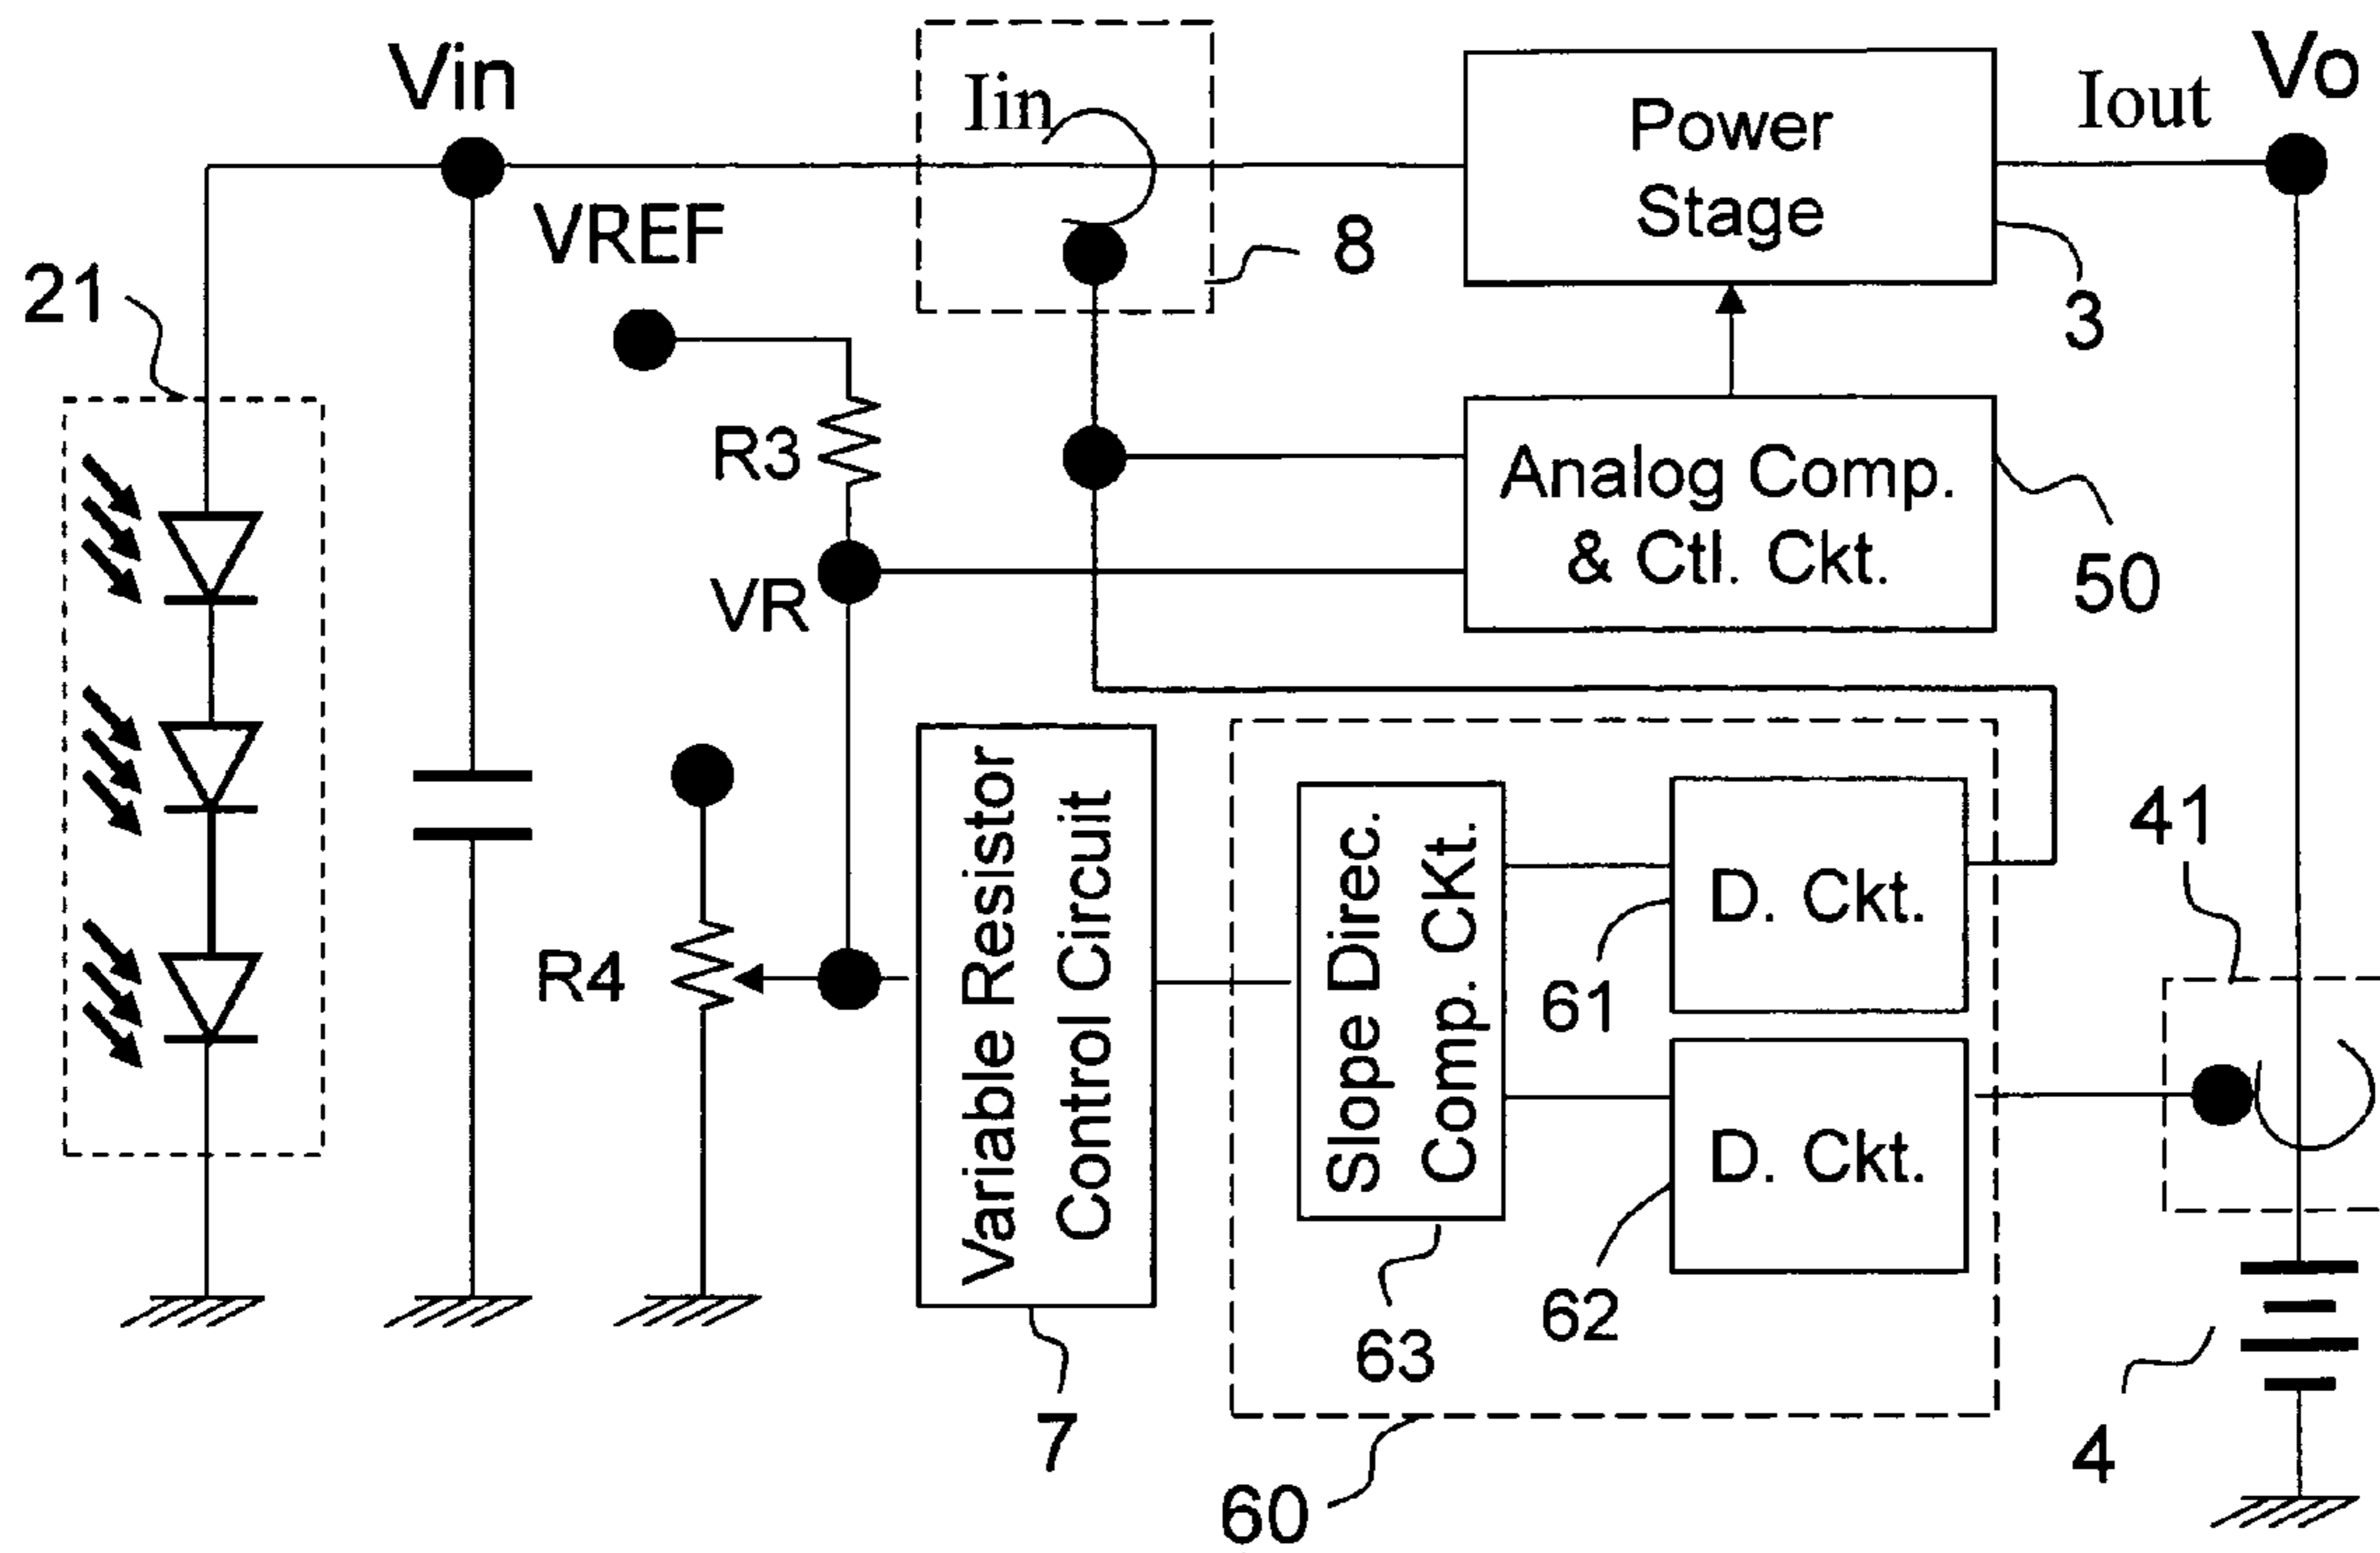 Vin
Iin
Power
Stage
Iout
Vo
VREF
21
8
3
R3
Analog Comp.
& Ctl. Ckt.
VR
50
Variable Resistor
Control Circuit
Slope Direc.
Comp. CKt.
D. Ckt.
41
R4
61
D. Ckt.
62
63
7
60
4